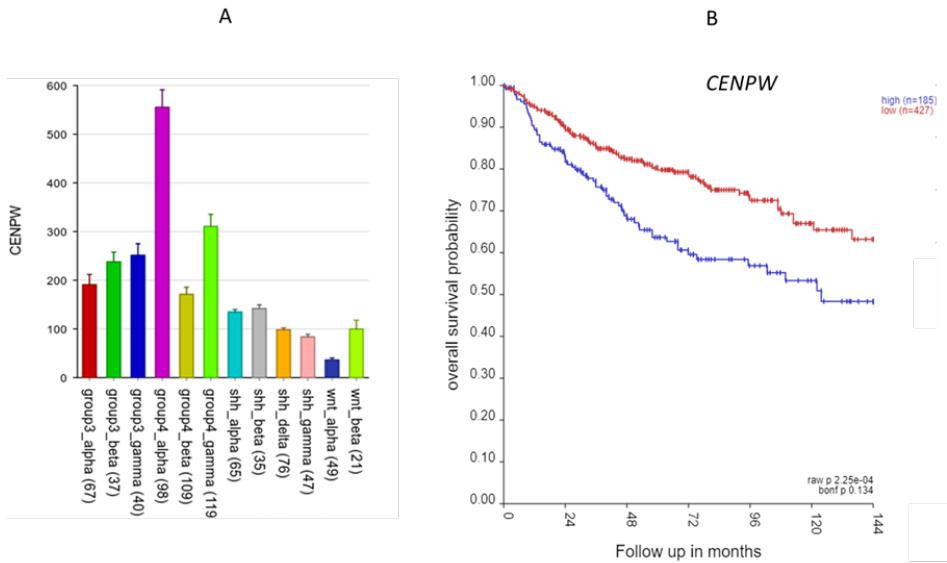 A
B
600
500
400
300
200
100
0
CENPW
group3_alpha (67)
group3_beta (37)
group3_gamma (40)
group4_alpha (98)
group4_beta (109)
group4_gamma (119
shh_alpha (65)
shh_beta (35)
shh_delta (76)
shh_gamma (47)
wnt_alpha (49)
wnt_beta (21)
CENPW
high (n=185)
low (n=427)
1.00
0.90
0.80
0.70
0.60
0.50
0.40
0.30
0.20
0.10
0.00
overall survival probability
raw p 2.25e-04
bonf p 0.134
0 24 48 72 96 120 144
Follow up in months